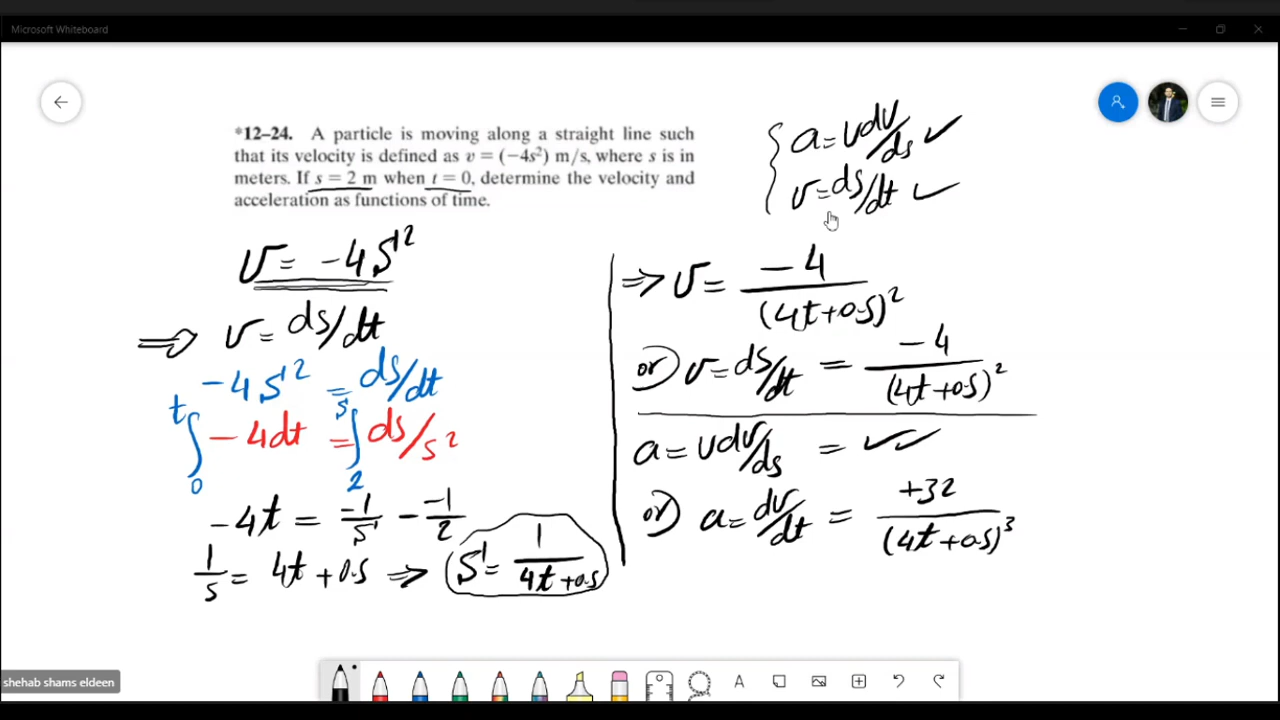 Microsoft Whiteboard
*12–24. A particle is moving along a straight line such
that its velocity is defined as v = (−4s²) m/s, where s is in
meters. If s = 2 m when t = 0, determine the velocity and
acceleration as functions of time.
a = vdv/ds ✓
v = ds/dt ✓
v = -4s²
⇒ v = ds/dt
-4s² = ds/dt
∫₀ᵗ -4dt = ∫₂ˢ ds/s²
-4t = -1/s - -1/2
1/s = 4t+0.5 ⇒ s = 1/(4t+0.5)
⇒ v = -4/(4t+0.5)²
or v = ds/dt = -4/(4t+0.5)²
a = vdv/ds = ✓✓
or a = dv/dt = +32/(4t+0.5)³
shehab shams eldeen
A